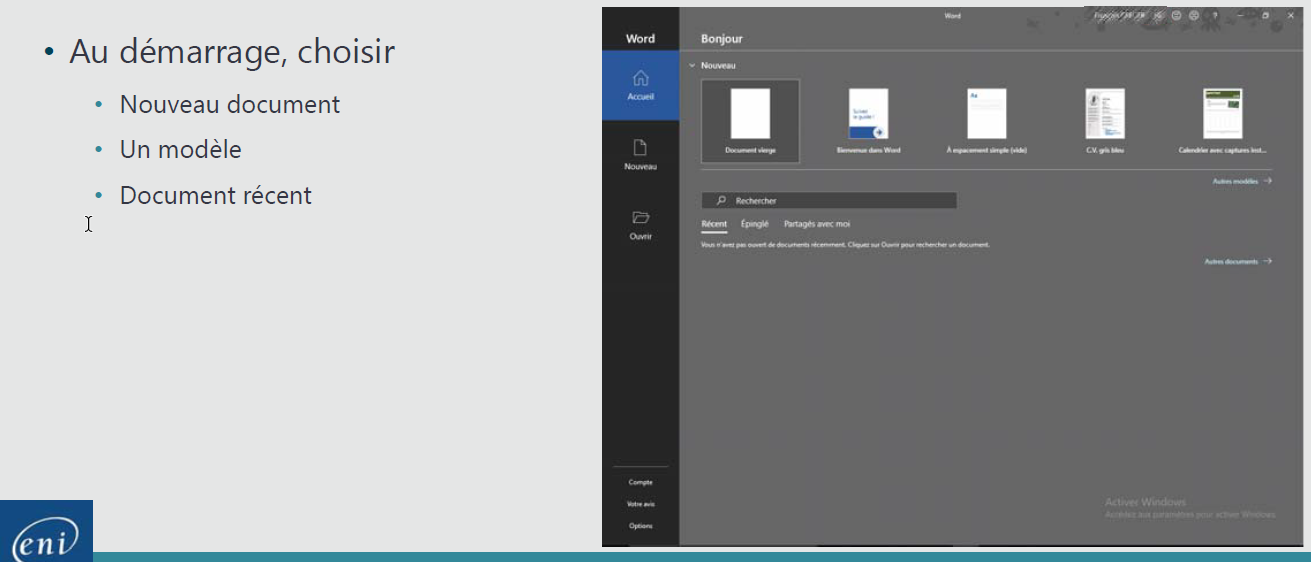 • Au démarrage, choisir
• Nouveau document
• Un modèle
• Document récent
eni
Word
Word
Bonjour
Accueil
Nouveau
Ouvrir
Compte
Votre avis
Options
Nouveau
Aa
Suivez
le guide !
Document vierge
Bienvenue dans Word
À espacement simple (vide)
C.V. gris bleu
Calendrier avec captures inst...
Autres modèles
Rechercher
Récent Épinglé Partagés avec moi
Vous n'avez pas ouvert de documents récemment. Cliquez sur Ouvrir pour rechercher un document.
Autres documents
Activer Windows
Accédez aux paramètres pour activer Windows.